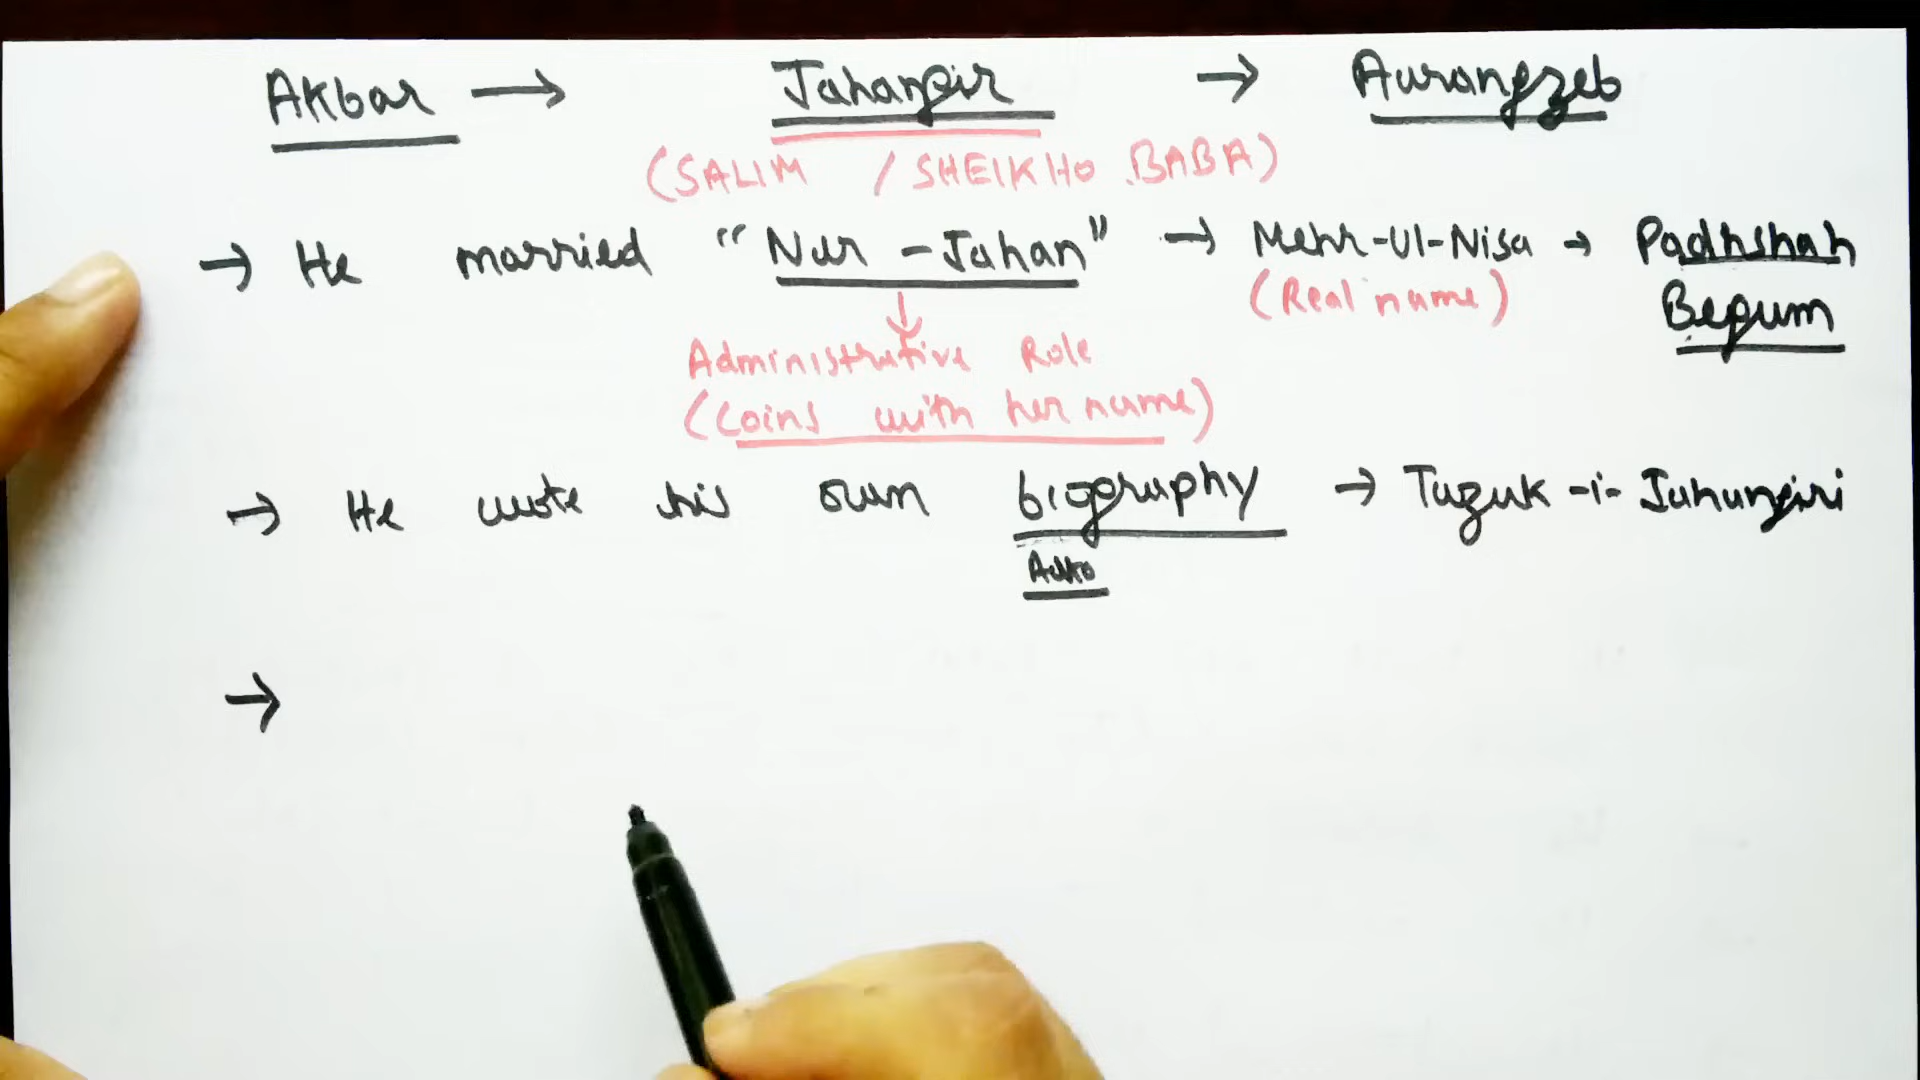 Akbar → Jahangir → Aurangzeb
(SALIM / SHEIKHO BABA)
→ He married "Nur - Jahan" → Mehr-Ul-Nisa → Padhshah
(Real name) Begum
↓
Administrative Role
(Coins with her name)
→ He wrote his own biography → Tuzuk -i- Jahangiri
Auto
→